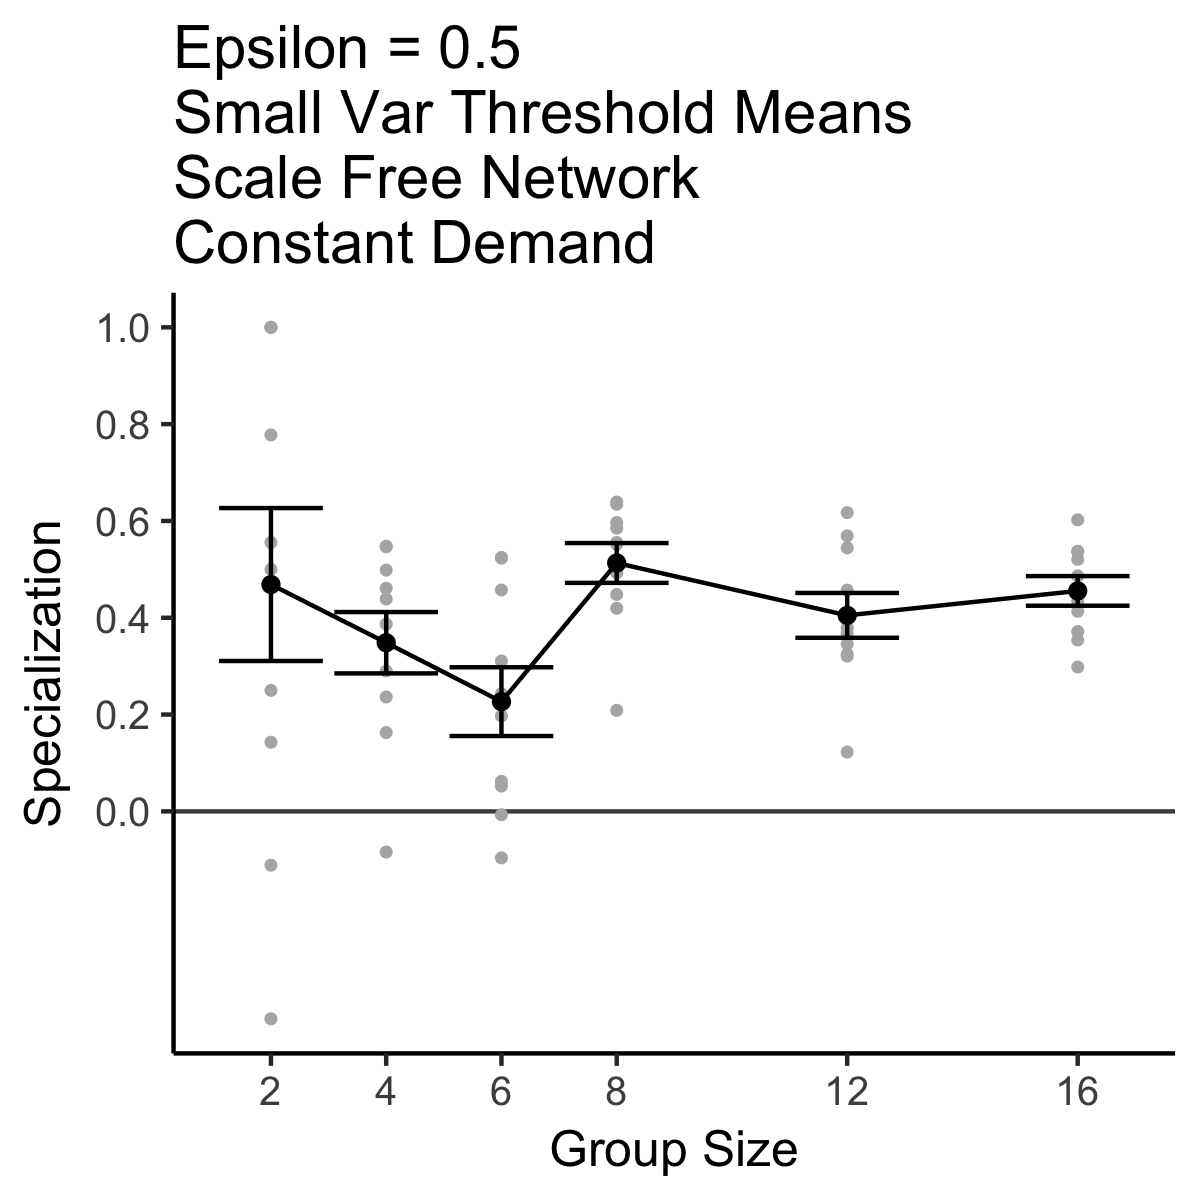 Epsilon = 0.5
Small Var Threshold Means
Scale Free Network
Constant Demand
1.0
0.8
0.6
0.4
0.2
0.0
Specialization
2 4 6 8 12 16
Group Size